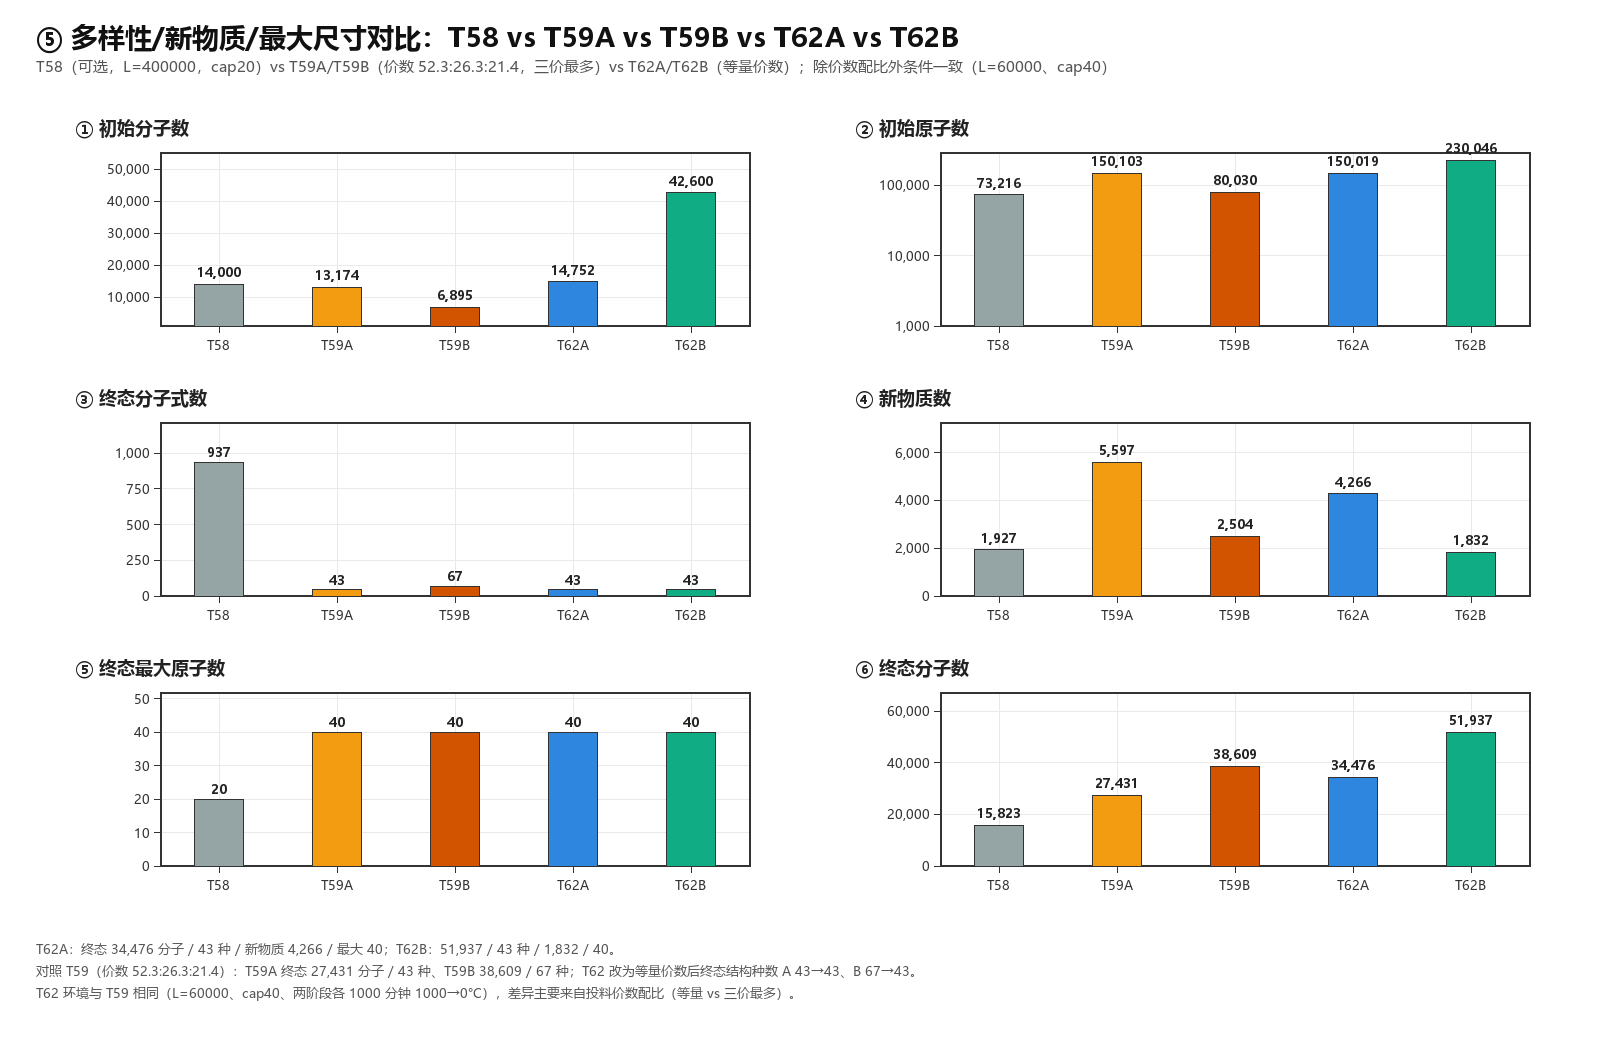 ⑤ 多样性/新物质/最大尺寸对比：T58 vs T59A vs T59B vs T62A vs T62B
T58（可选，L=400000，cap20）vs T59A/T59B（价数 52.3:26.3:21.4，三价最多）vs T62A/T62B（等量价数）；除价数配比外条件一致（L=60000、cap40）
① 初始分子数
50,000
40,000
30,000
20,000
10,000
14,000
13,174
6,895
14,752
42,600
T58
T59A
T59B
T62A
T62B
② 初始原子数
100,000
10,000
1,000
73,216
150,103
80,030
150,019
230,046
T58
T59A
T59B
T62A
T62B
③ 终态分子式数
1,000
750
500
250
0
937
43
67
43
43
T58
T59A
T59B
T62A
T62B
④ 新物质数
6,000
4,000
2,000
0
1,927
5,597
2,504
4,266
1,832
T58
T59A
T59B
T62A
T62B
⑤ 终态最大原子数
50
40
30
20
10
0
20
40
40
40
40
T58
T59A
T59B
T62A
T62B
⑥ 终态分子数
60,000
40,000
20,000
0
15,823
27,431
38,609
34,476
51,937
T58
T59A
T59B
T62A
T62B
T62A：终态 34,476 分子 / 43 种 / 新物质 4,266 / 最大 40；T62B：51,937 / 43 种 / 1,832 / 40。
对照 T59（价数 52.3:26.3:21.4）：T59A 终态 27,431 分子 / 43 种、T59B 38,609 / 67 种；T62 改为等量价数后终态结构种数 A 43→43、B 67→43。
T62 环境与 T59 相同（L=60000、cap40、两阶段各 1000 分钟 1000→0°C），差异主要来自投料价数配比（等量 vs 三价最多）。